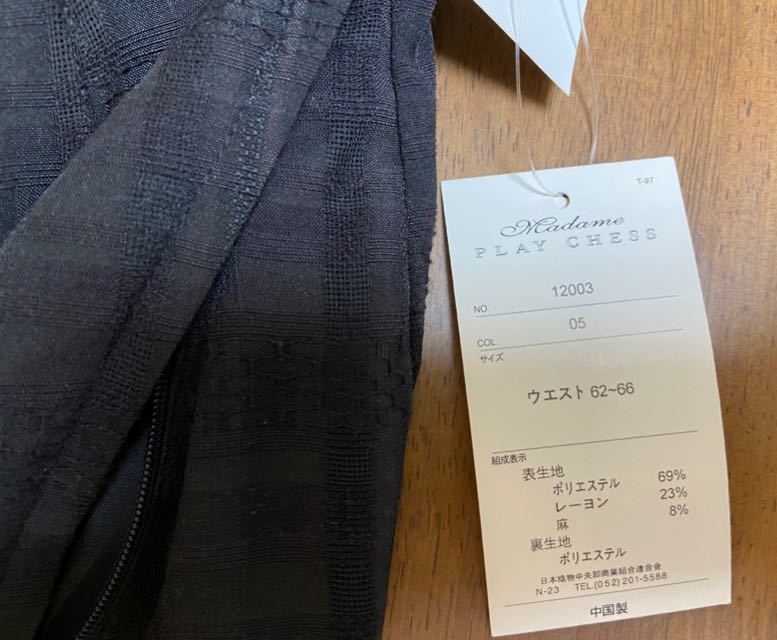 T-97
Madame
PLAY CHESS
NO. 12003
COL. 05
サイズ
ウエスト 62~66
組成表示
表生地
ポリエステル 69%
レーヨン 23%
麻 8%
裏生地
ポリエステル
日本織物中央卸商業組合連合会
N-23 TEL.(052)201-5588
中国製